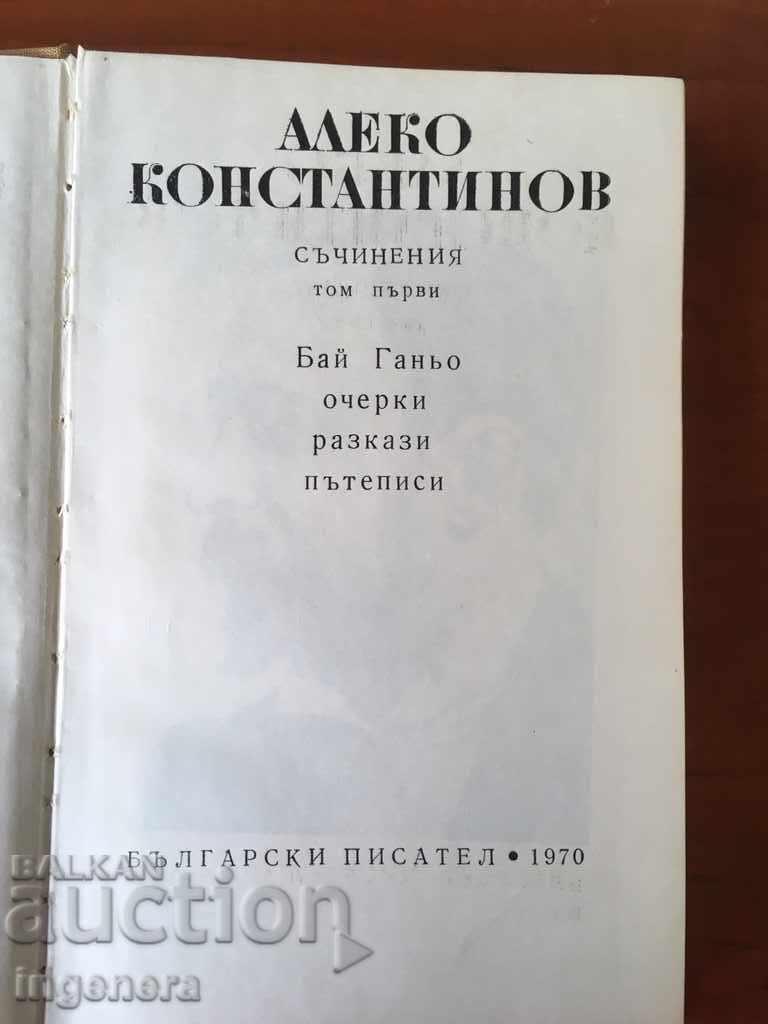 АЛЕКО
КОНСТАНТИНОВ
СЪЧИНЕНИЯ
ТОМ ПЪРВИ
Бай Ганьо
очерки
разкази
пътеписи
БЪЛГАРСКИ ПИСАТЕЛ • 1970
BALKAN
auction
ingenera